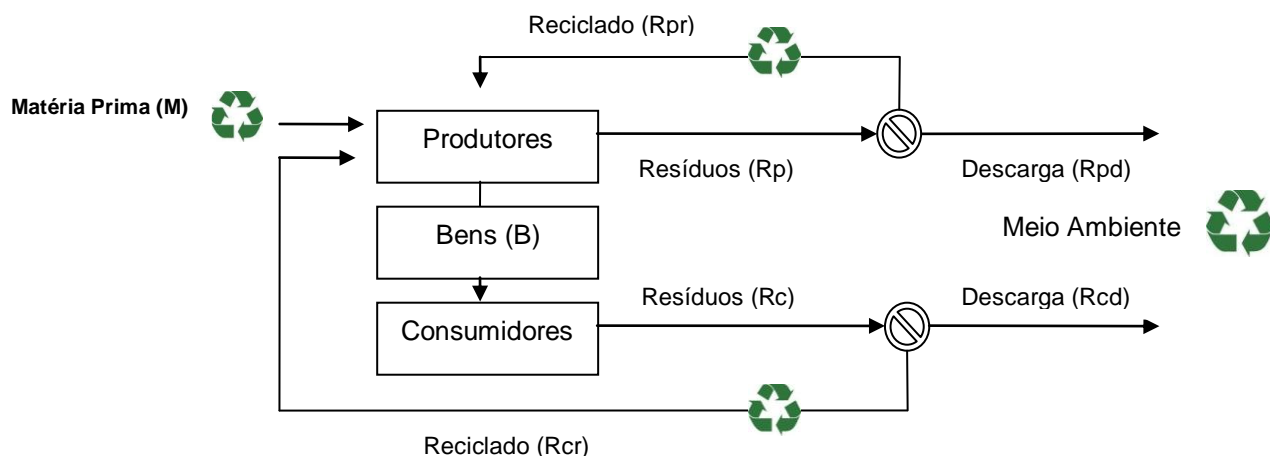 Reciclado (Rpr)
Matéria Prima (M)
Produtores
Resíduos (Rp)
Descarga (Rpd)
Bens (B)
Meio Ambiente
Resíduos (Rc)
Descarga (Rcd)
Consumidores
Reciclado (Rcr)